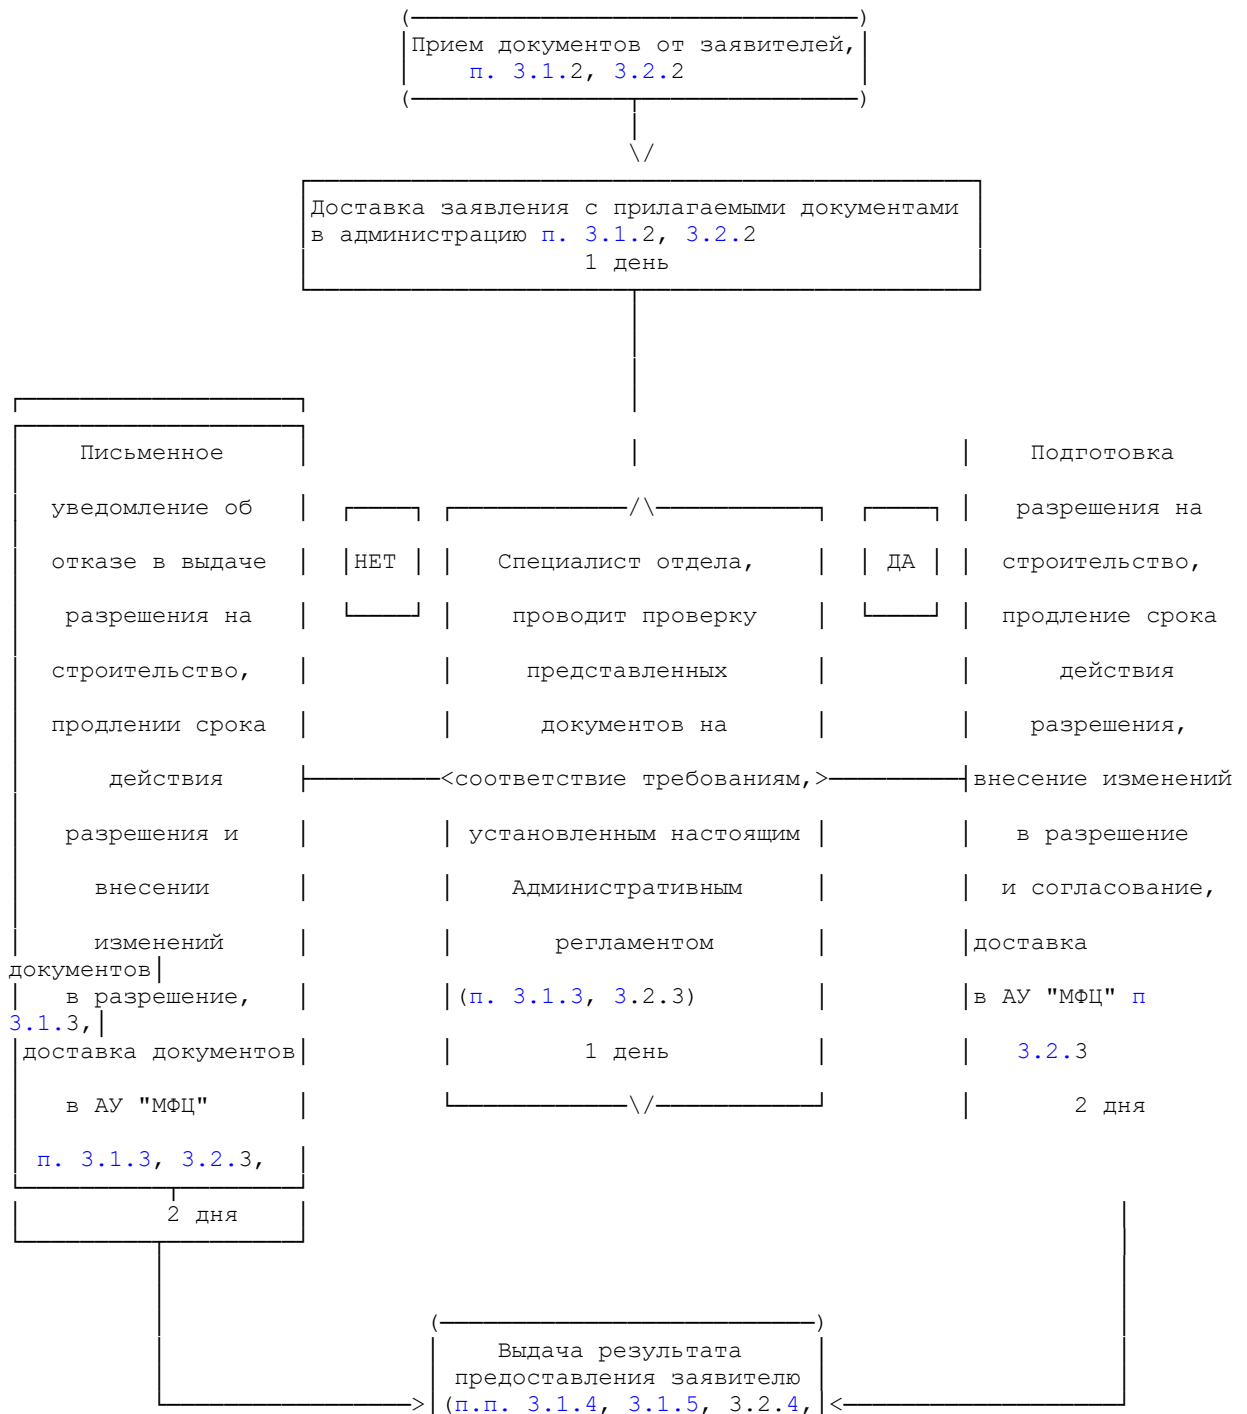 Прием документов от заявителей,
п. 3.1.2, 3.2.2
Доставка заявления с прилагаемыми документами
в администрацию п. 3.1.2, 3.2.2
1 день
Письменное Подготовка
уведомление об разрешения на
отказе в выдаче НЕТ Специалист отдела, ДА строительство,
разрешения на проводит проверку продление срока
строительство, представленных действия
продлении срока документов на разрешения,
действия <соответствие требованиям,> внесение изменений
разрешения и установленным настоящим в разрешение
внесении Административным и согласование,
изменений регламентом доставка
документов
в разрешение, (п. 3.1.3, 3.2.3) в АУ "МФЦ" п
3.1.3,
доставка документов 1 день 3.2.3
в АУ "МФЦ" 2 дня
п. 3.1.3, 3.2.3,
2 дня
Выдача результата
предоставления заявителю
(п.п. 3.1.4, 3.1.5, 3.2.4,